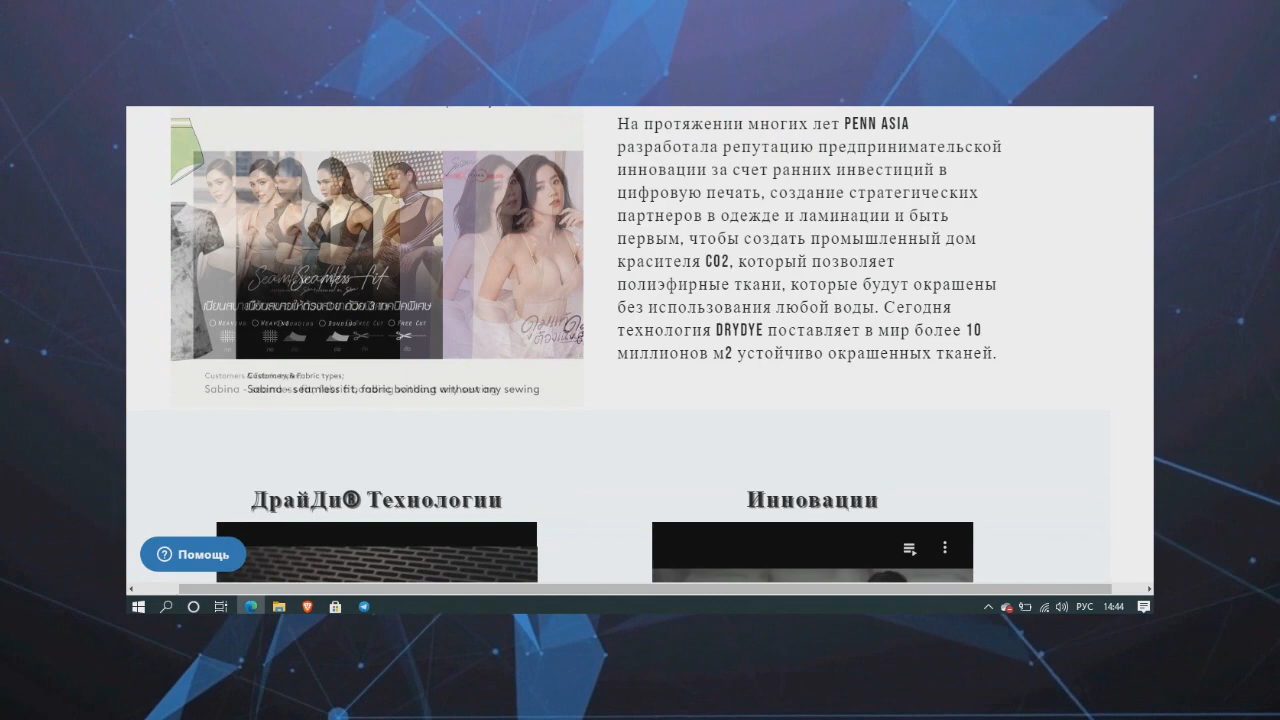 На протяжении многих лет PENN ASIA
разработала репутацию предпринимательской
инновации за счет ранних инвестиций в
цифровую печать, создание стратегических
партнеров в одежде и ламинации и быть
первым, чтобы создать промышленный дом
красителя CO2, который позволяет
полиэфирные ткани, которые будут окрашены
без использования любой воды. Сегодня
технология DRYDYE поставляет в мир более 10
миллионов м2 устойчиво окрашенных тканей.
Seamless fit
Customers & Fabric types;
Sabina - seamless fit, fabric bonding without any sewing
ДрайДи® Технологии
Инновации
Помощь
РУС
14:44